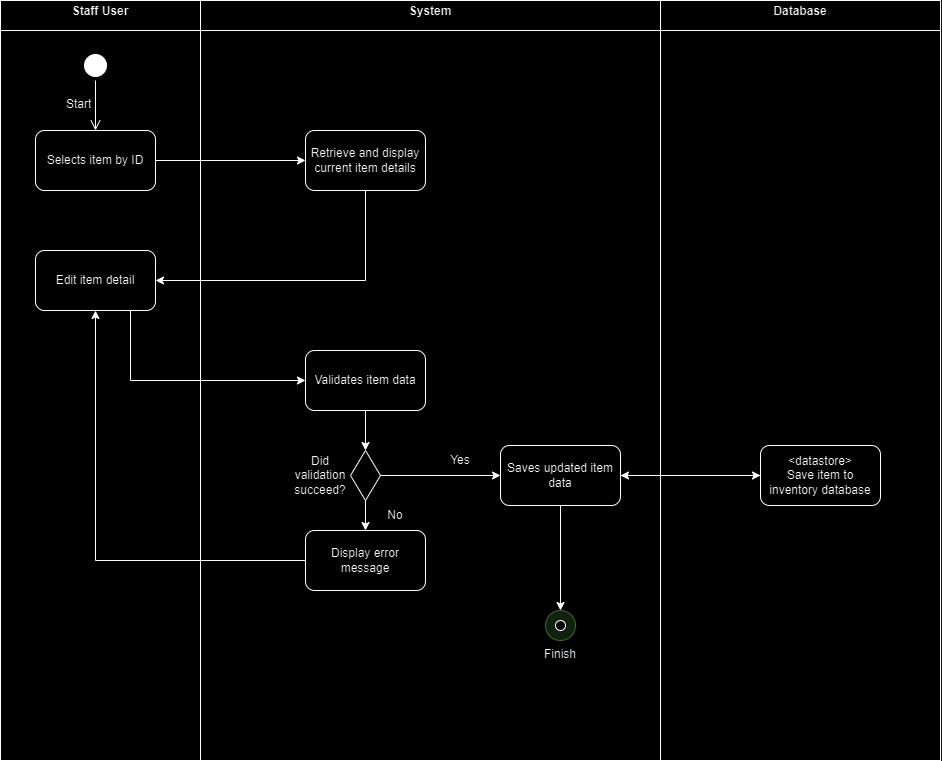 Staff User
System
Database
Start
Selects item by ID
Retrieve and display
current item details
Edit item detail
Validates item data
Did
validation
succeed?
Yes
Saves updated item
data
<datastore>
Save item to
inventory database
No
Display error
message
Finish